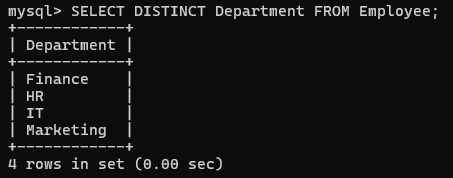 mysql> SELECT DISTINCT Department FROM Employee;
+------------+
| Department |
+------------+
| Finance    |
| HR         |
| IT         |
| Marketing  |
+------------+
4 rows in set (0.00 sec)